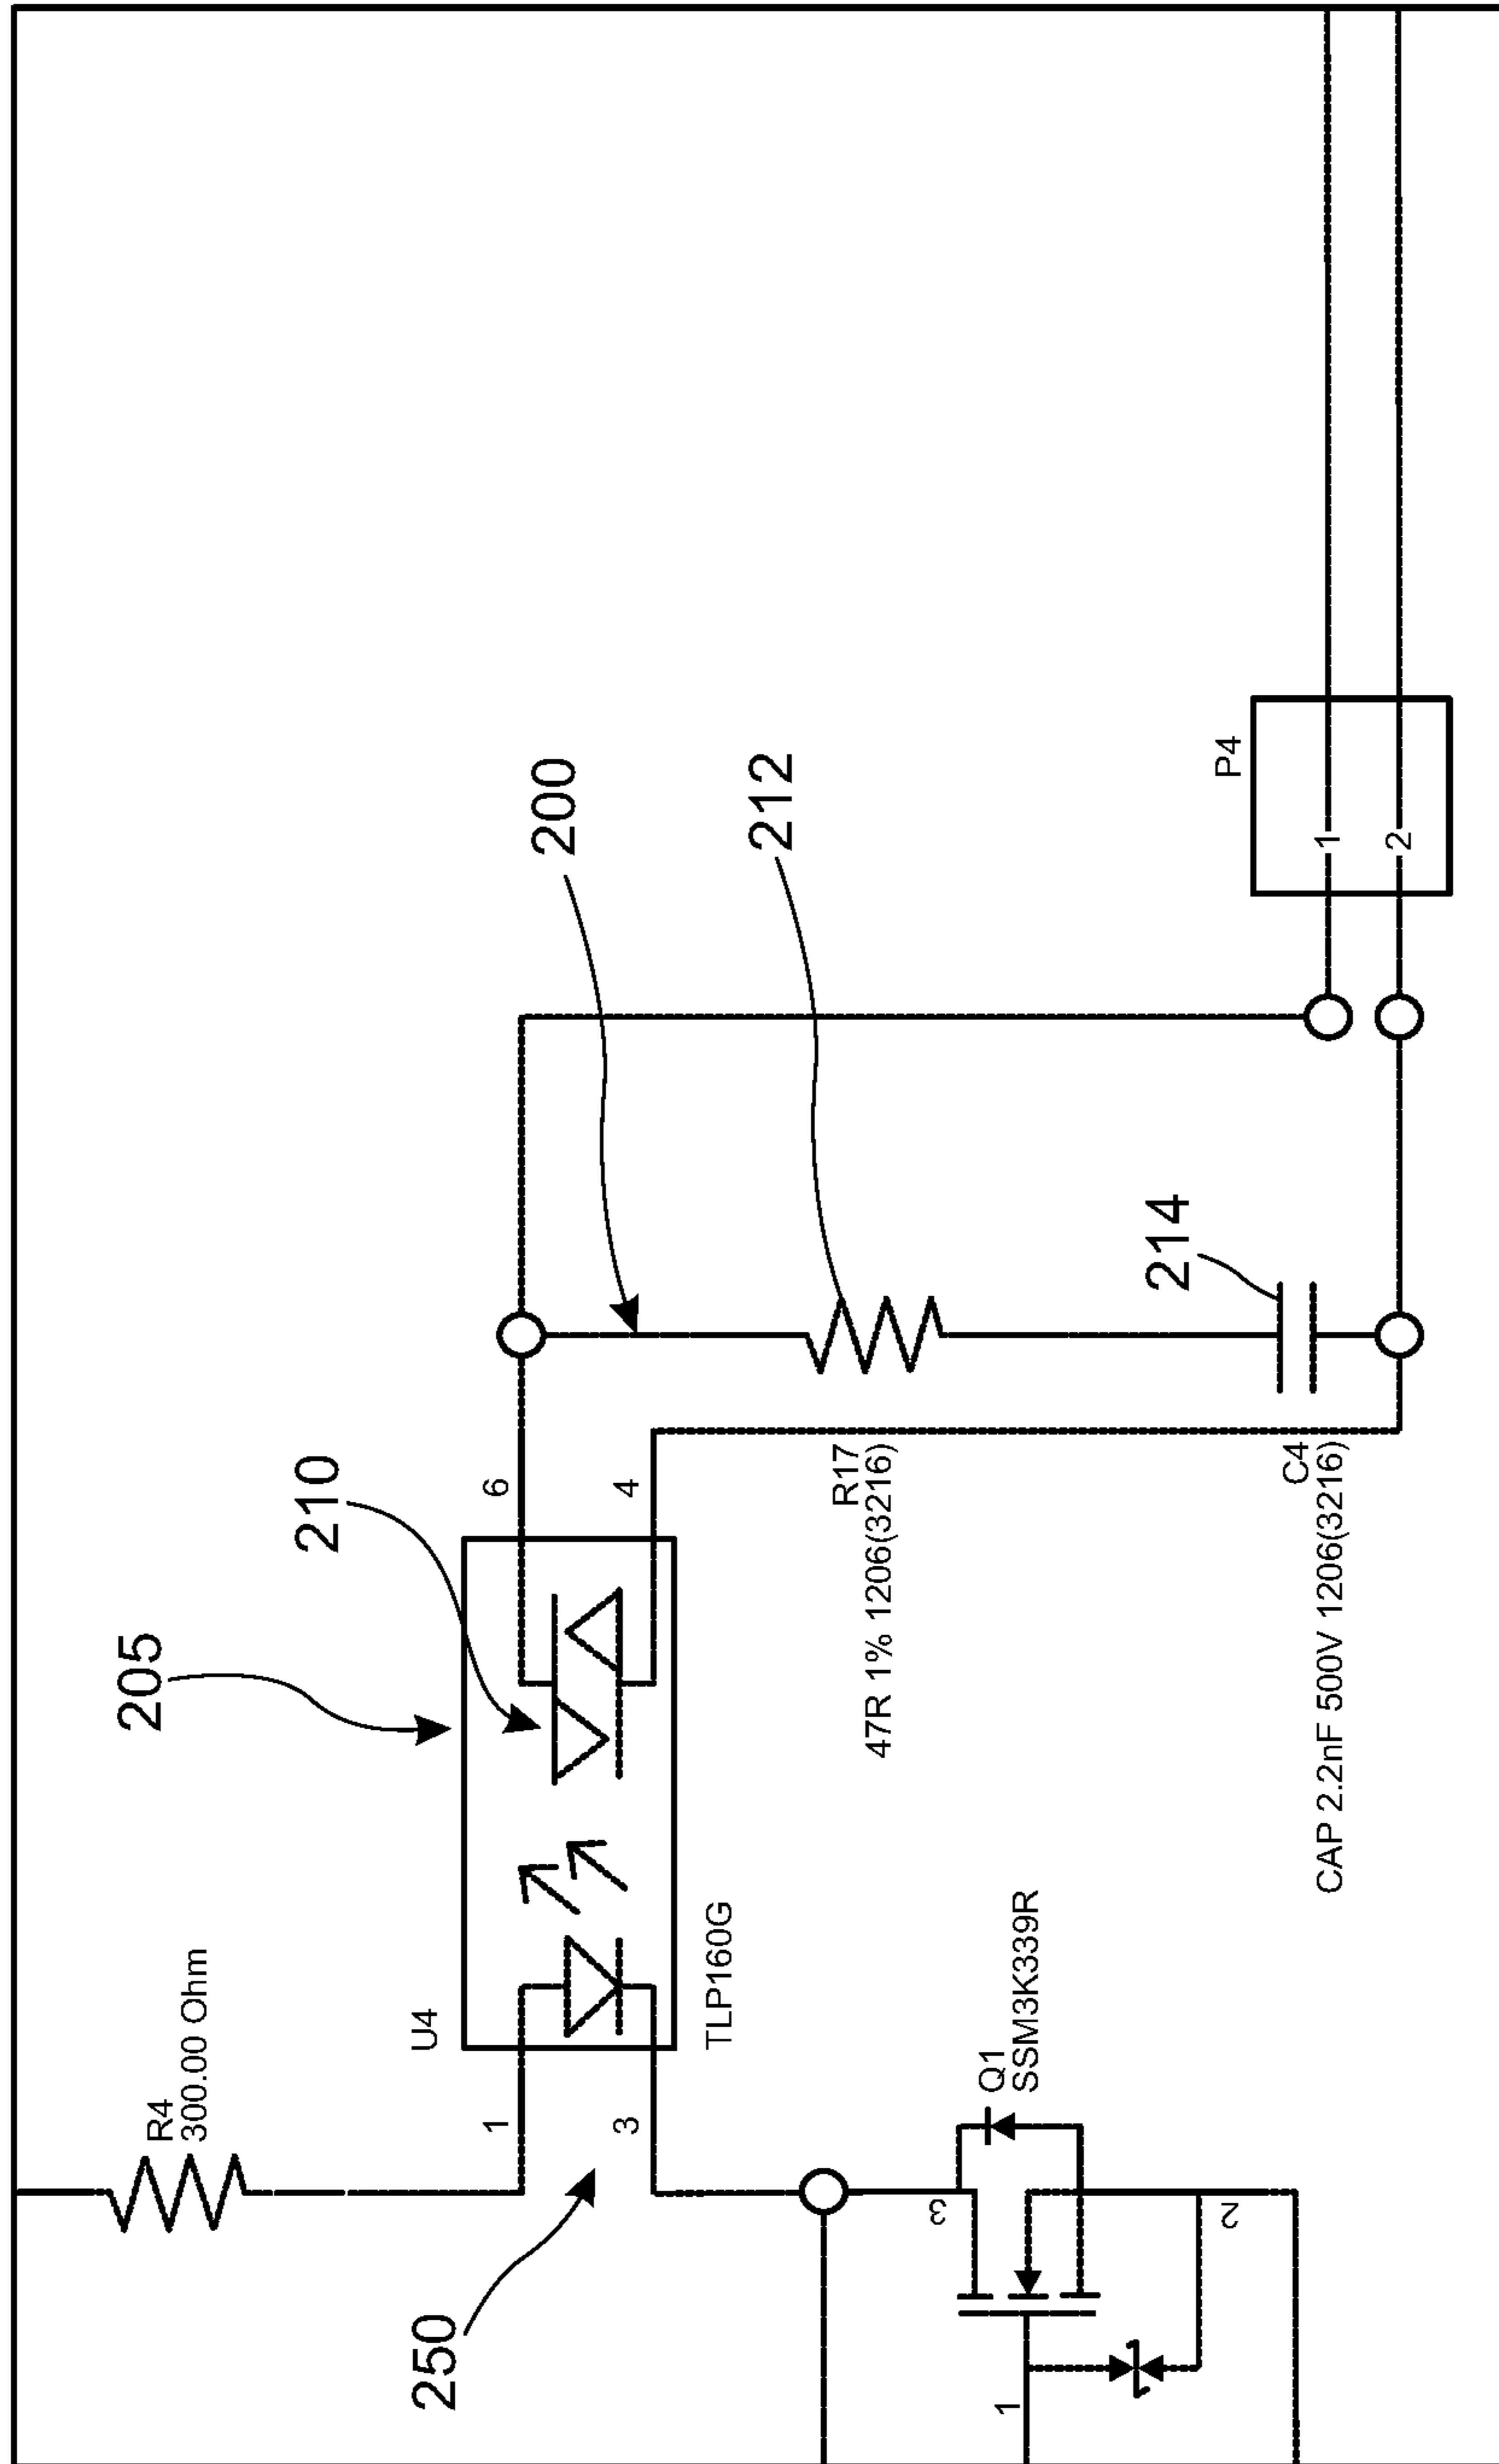 R4
300.00 Ohm
205
210
U4
1
3
6
4
TLP160G
250
200
212
Q1
SSM3K339R
1
3
2
R17
47R 1% 1206(3216)
214
C4
CAP 2.2nF 500V 1206(3216)
P4
1
2